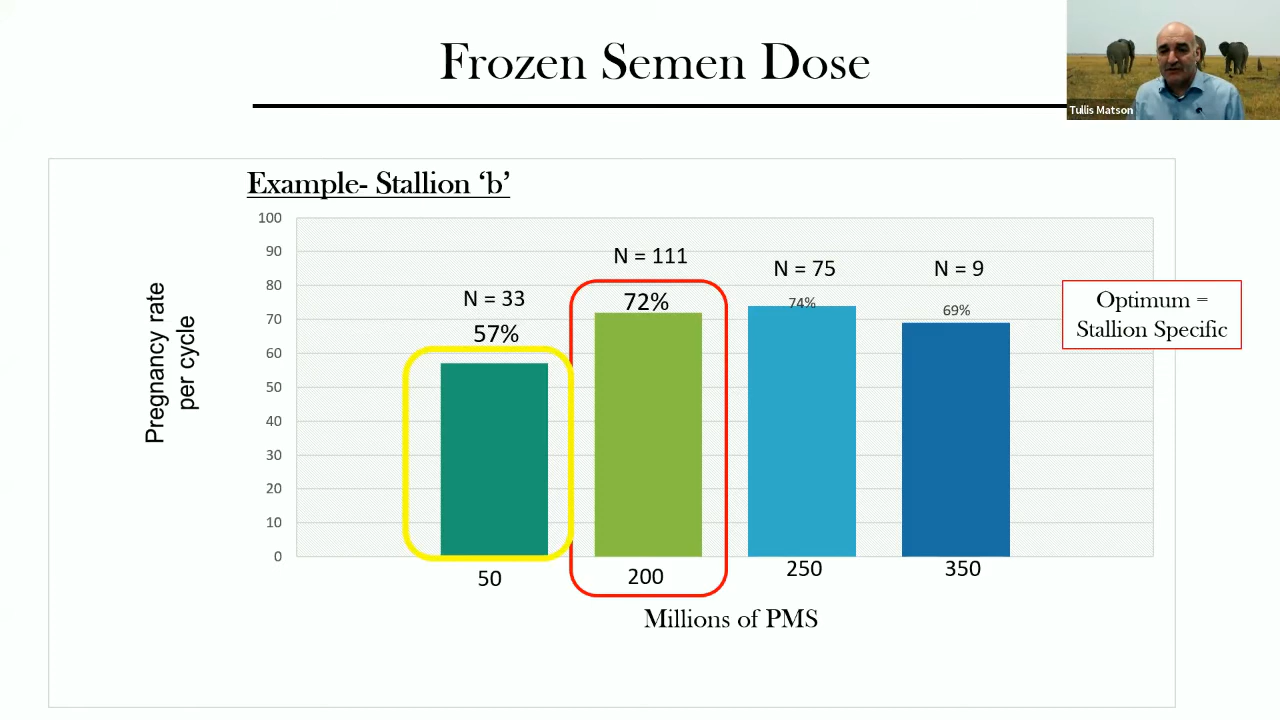 Frozen Semen Dose
Tullis Matson
Example- Stallion ‘b’
Pregnancy rate
per cycle
100
90
80
70
60
50
40
30
20
10
0
N = 33
57%
N = 111
72%
N = 75
74%
N = 9
69%
Optimum =
Stallion Specific
50
200
250
350
Millions of PMS